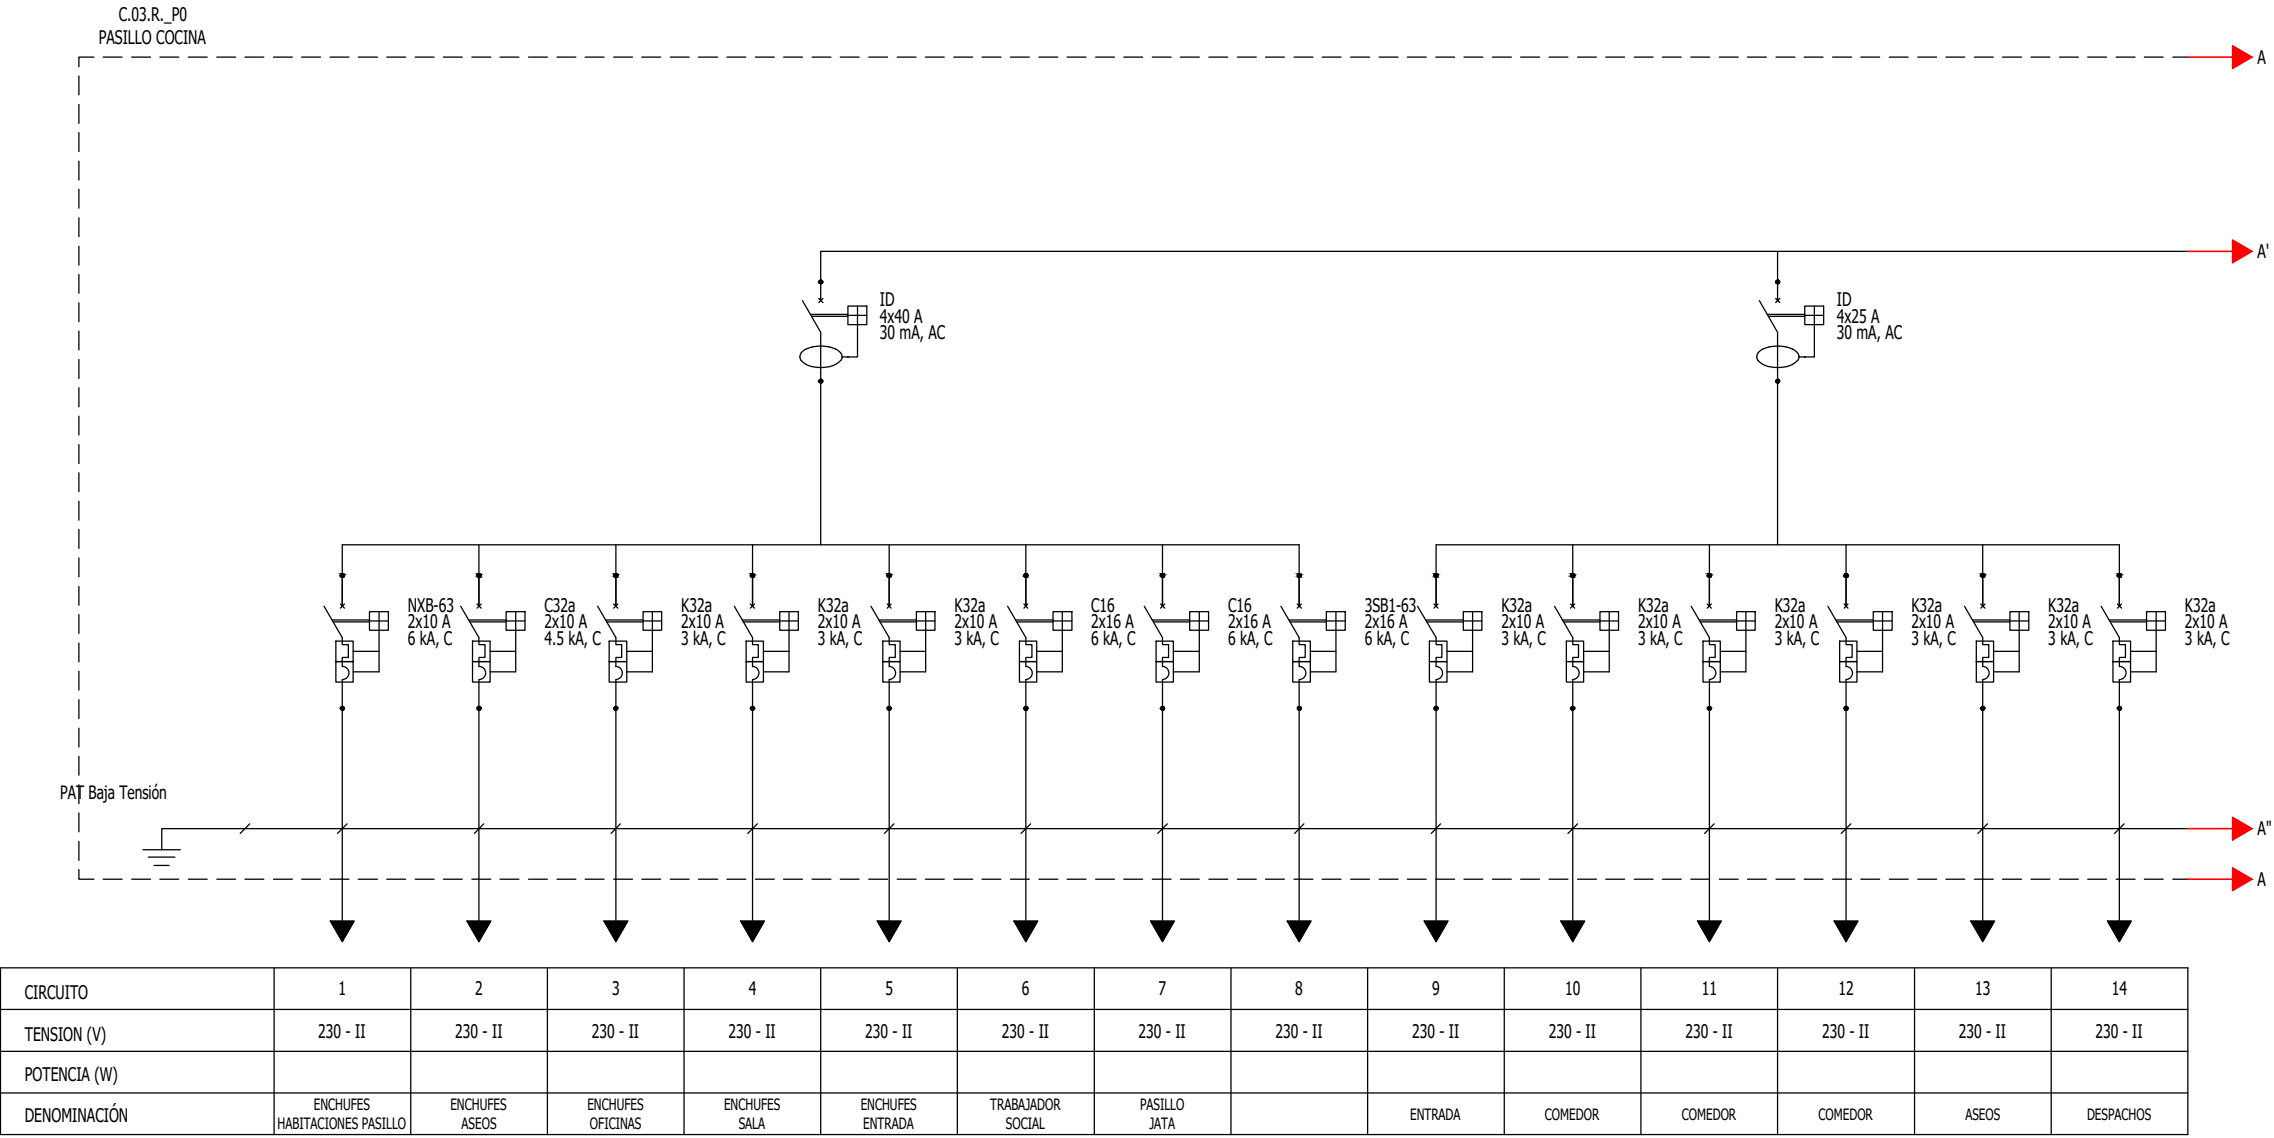 C.03.R._P0
PASILLO COCINA
A
A'
ID
4x40 A
30 mA, AC
ID
4x25 A
30 mA, AC
NXB-63
2x10 A
6 kA, C
C32a
2x10 A
4.5 kA, C
K32a
2x10 A
3 kA, C
K32a
2x10 A
3 kA, C
K32a
2x10 A
3 kA, C
C16
2x16 A
6 kA, C
C16
2x16 A
6 kA, C
3SB1-63
2x16 A
6 kA, C
K32a
2x10 A
3 kA, C
K32a
2x10 A
3 kA, C
K32a
2x10 A
3 kA, C
K32a
2x10 A
3 kA, C
K32a
2x10 A
3 kA, C
K32a
2x10 A
3 kA, C
PAT Baja Tensión
A"
A
CIRCUITO 1 2 3 4 5 6 7 8 9 10 11 12 13 14
TENSION (V) 230 - II 230 - II 230 - II 230 - II 230 - II 230 - II 230 - II 230 - II 230 - II 230 - II 230 - II 230 - II 230 - II 230 - II
POTENCIA (W)
DENOMINACIÓN
ENCHUFES
HABITACIONES PASILLO
ENCHUFES
ASEOS
ENCHUFES
OFICINAS
ENCHUFES
SALA
ENCHUFES
ENTRADA
TRABAJADOR
SOCIAL
PASILLO
JATA
ENTRADA
COMEDOR
COMEDOR
COMEDOR
ASEOS
DESPACHOS